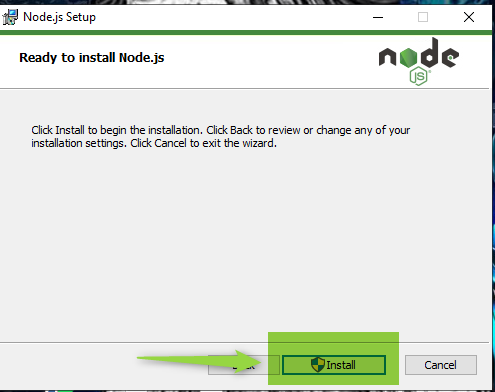 Node.js Setup
Ready to install Node.js
node
JS
Click Install to begin the installation. Click Back to review or change any of your
installation settings. Click Cancel to exit the wizard.
Install
Cancel